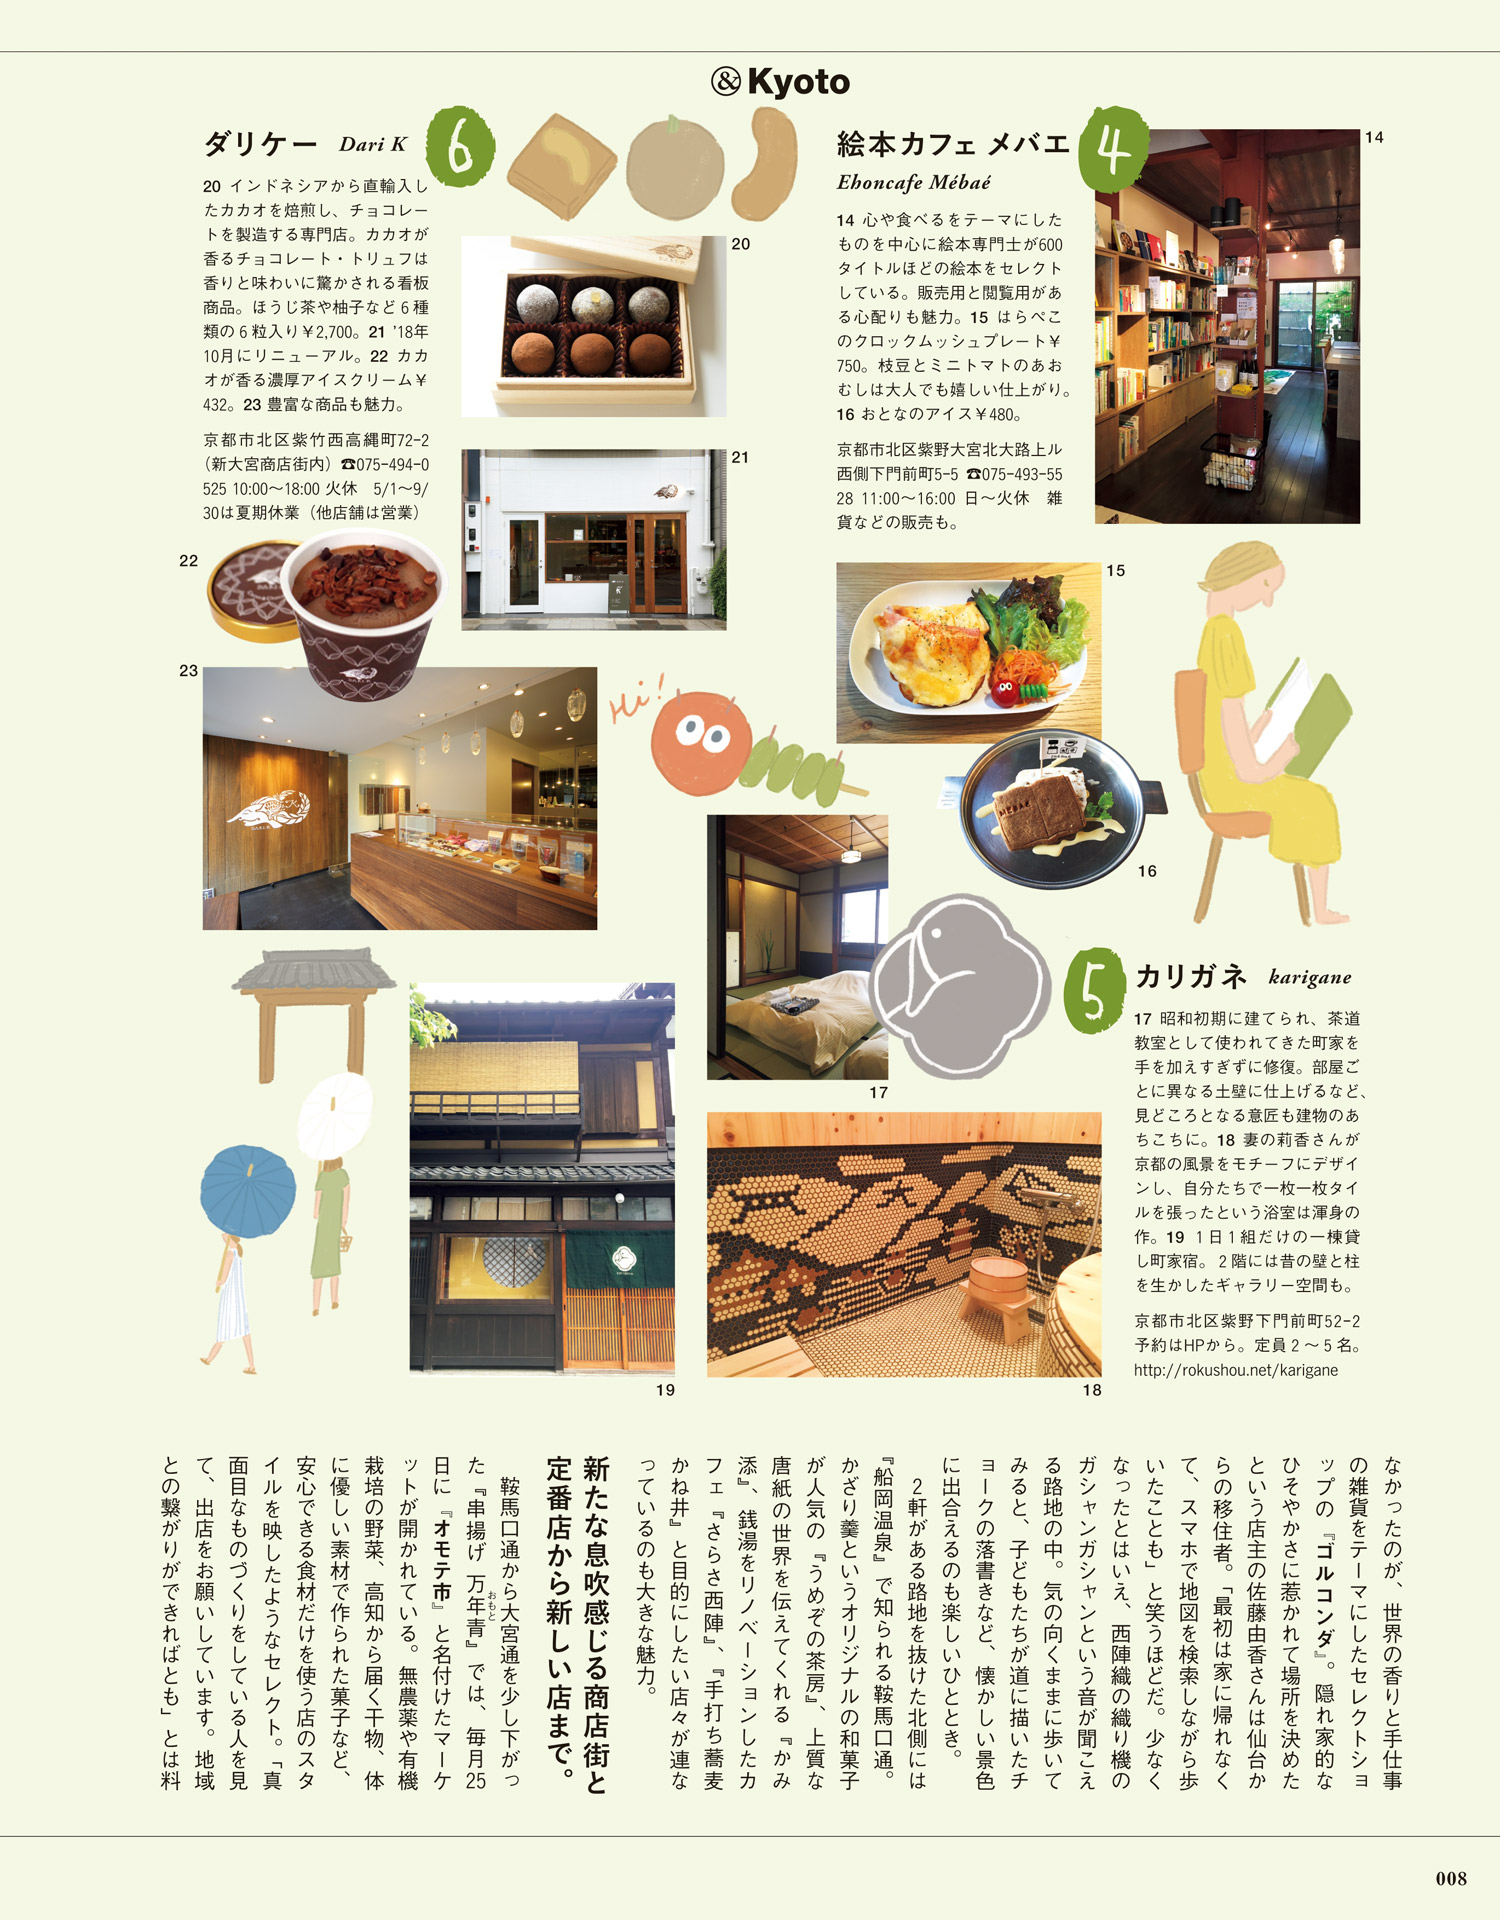 &Kyoto
ダリケー Dari K
6
20 インドネシアから直輸入し
たカカオを焙煎し、チョコレー
トを製造する専門店。カカオが
香るチョコレート・トリュフは
香りと味わいに驚かされる看板
商品。ほうじ茶や柚子など6種
類の6粒入り¥2,700。21 ’18年
10月にリニューアル。22 カカ
オが香る濃厚アイスクリーム¥
432。23 豊富な商品も魅力。
京都市北区紫竹西高縄町72-2
（新大宮商店街内）☎075-494-0
525 10:00〜18:00 火休　5/1〜9/
30は夏期休業（他店舗は営業）
20
21
22
23
絵本カフェ メバエ
Ehoncafe Mébaé
4
14 心や食べるをテーマにした
ものを中心に絵本専門士が600
タイトルほどの絵本をセレクト
している。販売用と閲覧用があ
る心配りも魅力。15 はらぺこ
のクロックムッシュプレート¥
750。枝豆とミニトマトのあお
むしは大人でも嬉しい仕上がり。
16 おとなのアイス¥480。
京都市北区紫野大宮北大路上ル
西側下門前町5-5 ☎075-493-55
28 11:00〜16:00 日〜火休　雑
貨などの販売も。
14
15
Hi!
MEBAÉ
16
5
カリガネ karigane
17 昭和初期に建てられ、茶道
教室として使われてきた町家を
手を加えすぎずに修復。部屋ご
とに異なる土壁に仕上げるなど、
見どころとなる意匠も建物のあ
ちこちに。18 妻の莉香さんが
京都の風景をモチーフにデザイ
ンし、自分たちで一枚一枚タイ
ルを張ったという浴室は渾身の
作。19 1日1組だけの一棟貸
し町家宿。2階には昔の壁と柱
を生かしたギャラリー空間も。
京都市北区紫野下門前町52-2
予約はHPから。定員2〜5名。
http://rokushou.net/karigane
17
18
19
なかったのが、世界の香りと手仕事
の雑貨をテーマにしたセレクトショ
ップの『ゴルコンダ』。隠れ家的な
ひそやかさに惹かれて場所を決めた
という店主の佐藤由香さんは仙台か
らの移住者。「最初は家に帰れなく
て、スマホで地図を検索しながら歩
いたことも」と笑うほどだ。少なく
なったとはいえ、西陣織の織り機の
ガシャンガシャンという音が聞こえ
る路地の中。気の向くままに歩いて
みると、子どもたちが道に描いたチ
ョークの落書きなど、懐かしい景色
に出合えるのも楽しいひととき。
2軒がある路地を抜けた北側には
『船岡温泉』で知られる鞍馬口通。
かざり羹というオリジナルの和菓子
が人気の『うめぞの茶房』、上質な
唐紙の世界を伝えてくれる『かみ
添』、銭湯をリノベーションしたカ
フェ『さらさ西陣』、『手打ち蕎麦
かね井』と目的にしたい店々が連な
っているのも大きな魅力。
新たな息吹感じる商店街と
定番店から新しい店まで。
鞍馬口通から大宮通を少し下がっ
た『串揚げ 万年青』では、毎月25
おもと
日に『オモテ市』と名付けたマーケ
ットが開かれている。無農薬や有機
栽培の野菜、高知から届く干物、体
に優しい素材で作られた菓子など、
安心できる食材だけを使う店のスタ
イルを映したようなセレクト。「真
面目なものづくりをしている人を見
て、出店をお願いしています。地域
との繋がりができればとも」とは料
008